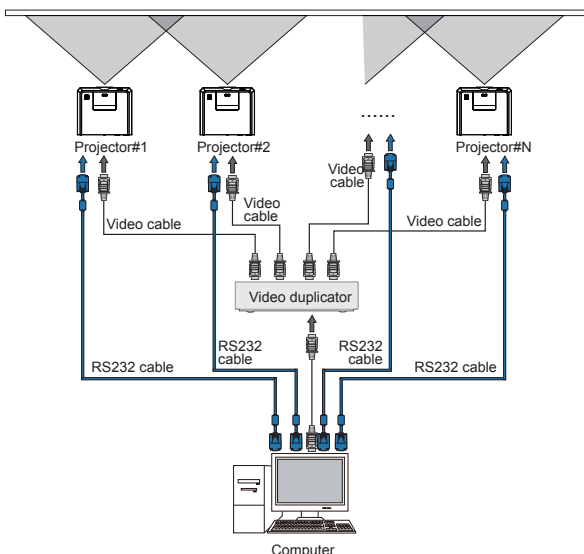 ......
Projector#1
Projector#2
Projector#N
Video
cable
Video
cable
Video cable
Video cable
Video duplicator
RS232
cable
RS232
cable
RS232 cable
RS232 cable
Computer